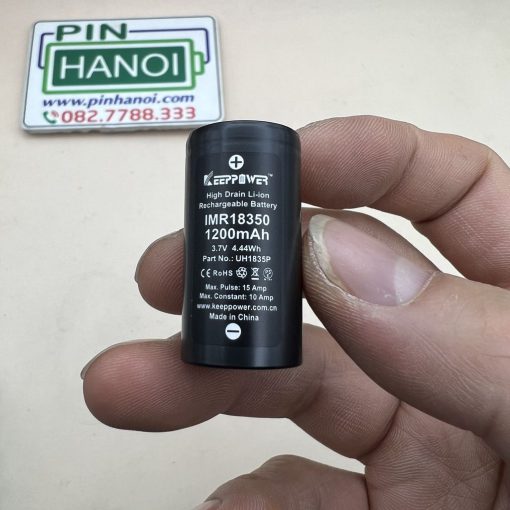 PIN
HANOI
www.pinhanoi.com
082.7788.333
KEEPPOWER™
High Drain Li-ion
Rechargeable Battery
IMR18350
1200mAh
3.7V 4.44Wh
Part No.: UH1835P
CE RoHS
Max. Pulse: 15 Amp
Max. Constant: 10 Amp
www.keeppower.com.cn
Made in China